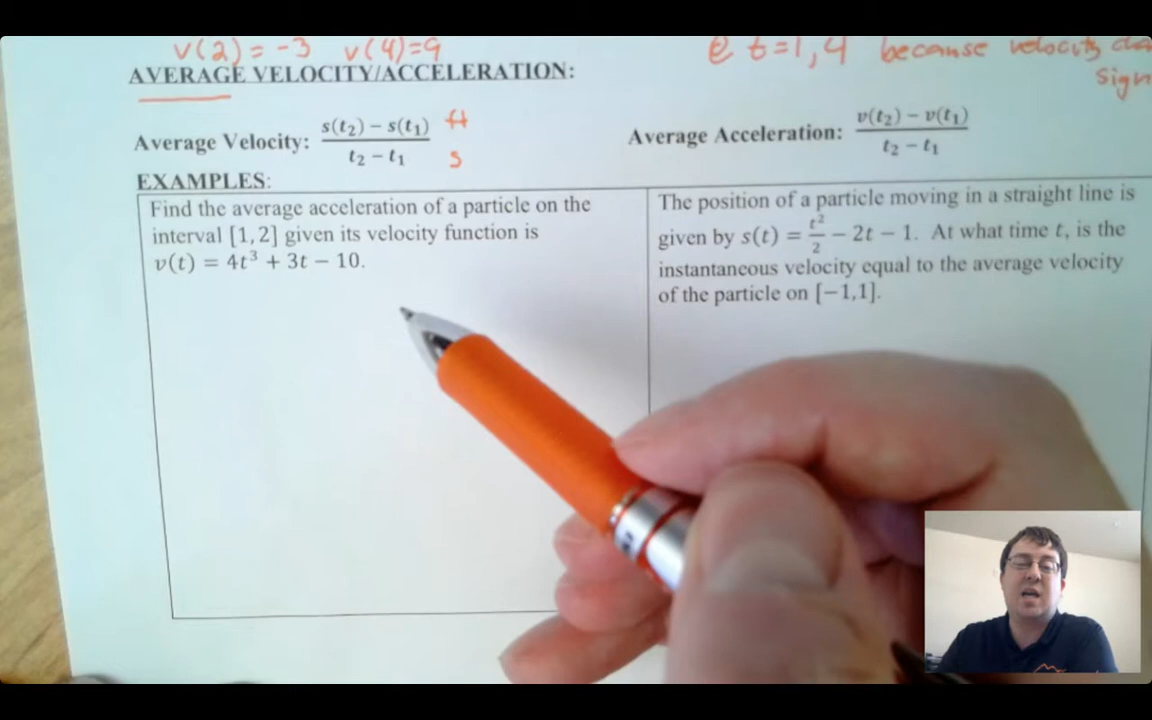 v(2) = -3 v(4)=9
@ t=1,4 because velocity
sign
AVERAGE VELOCITY/ACCELERATION:
Average Velocity: s(t₂) − s(t₁) / t₂ − t₁ ft / s
Average Acceleration: v(t₂) − v(t₁) / t₂ − t₁
EXAMPLES:
Find the average acceleration of a particle on the
interval [1, 2] given its velocity function is
v(t) = 4t³ + 3t − 10.
The position of a particle moving in a straight line is
given by s(t) = t²/2 − 2t − 1. At what time t, is the
instantaneous velocity equal to the average velocity
of the particle on [−1,1].